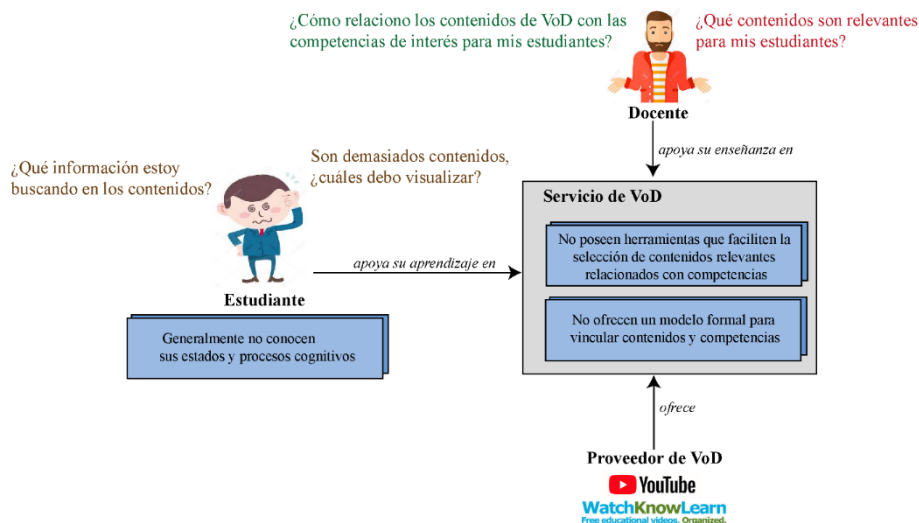 ¿Cómo relaciono los contenidos de VoD con las
competencias de interés para mis estudiantes?
¿Qué contenidos son relevantes
para mis estudiantes?
Docente
apoya su enseñanza en
¿Qué información estoy
buscando en los contenidos?
Son demasiados contenidos,
¿cuáles debo visualizar?
Servicio de VoD
No poseen herramientas que faciliten la
selección de contenidos relevantes
relacionados con competencias
apoya su aprendizaje en
Estudiante
Generalmente no conocen
sus estados y procesos cognitivos
No ofrecen un modelo formal para
vincular contenidos y competencias
ofrece
Proveedor de VoD
YouTube
WatchKnowLearn
Free educational videos. Organized.